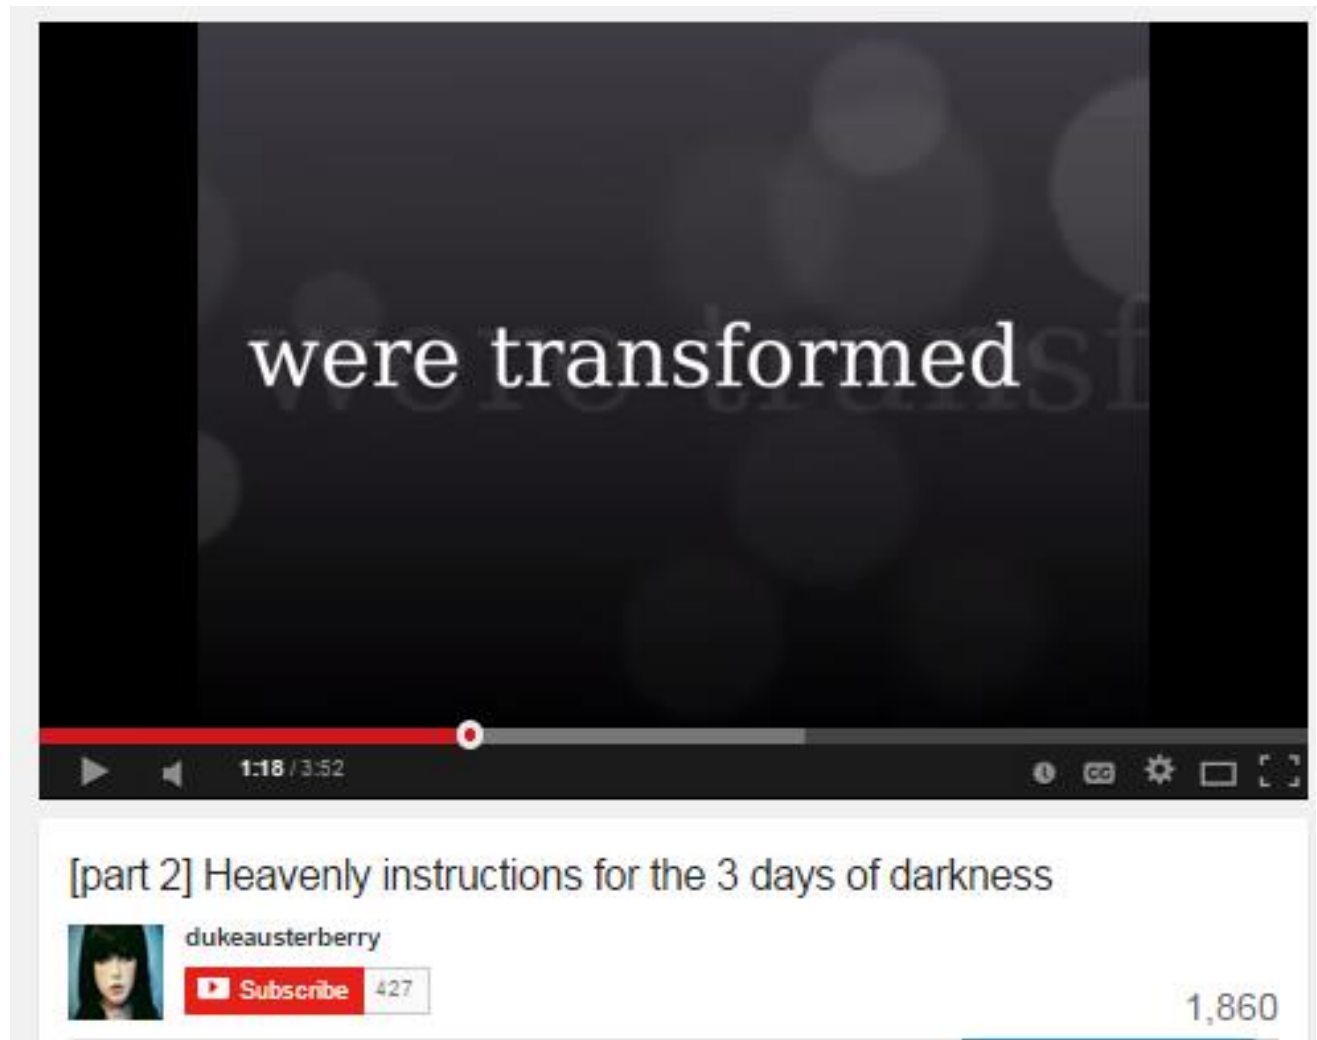 were transformed
1:18 / 3:52
CC
[part 2] Heavenly instructions for the 3 days of darkness
dukeausterberry
Subscribe 427
1,860